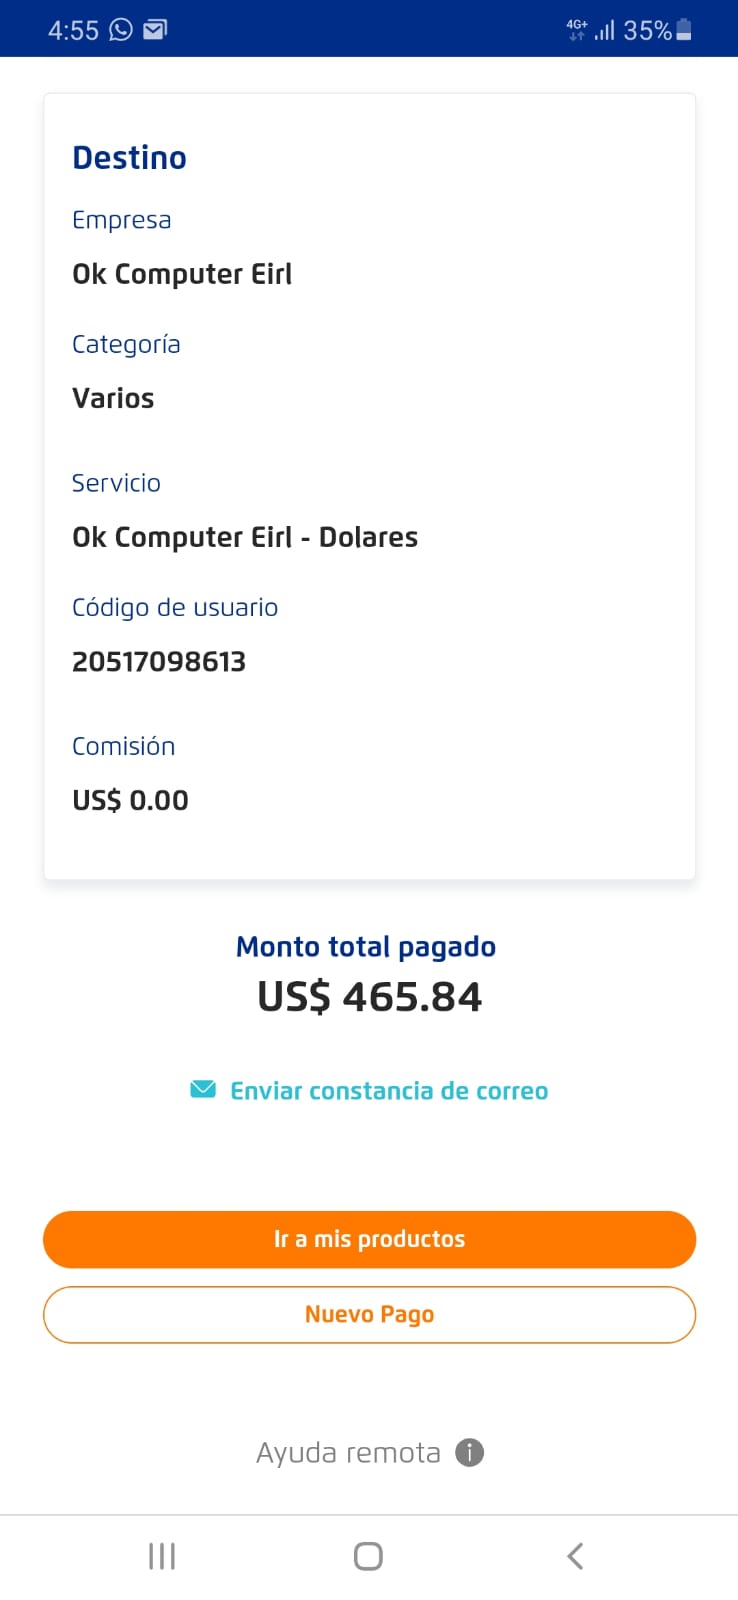 4:55
4G+ 35%
Destino
Empresa
Ok Computer Eirl
Categoría
Varios
Servicio
Ok Computer Eirl - Dolares
Código de usuario
20517098613
Comisión
US$ 0.00
Monto total pagado
US$ 465.84
Enviar constancia de correo
Ir a mis productos
Nuevo Pago
Ayuda remota